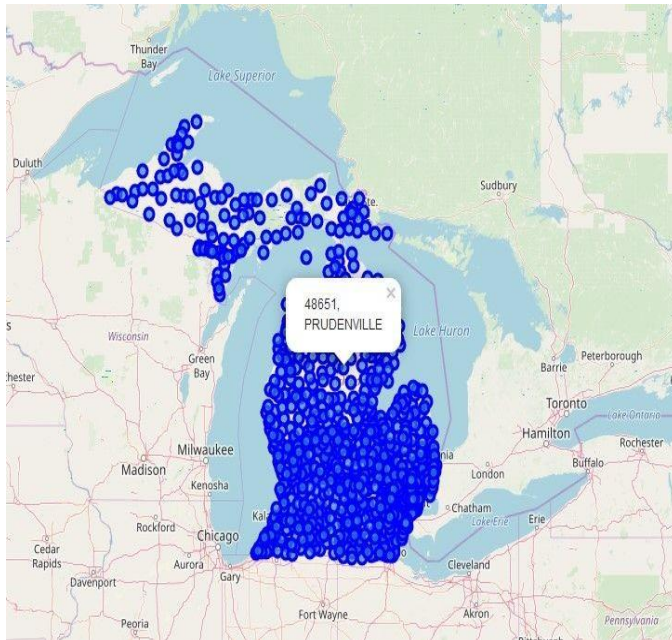 Thunder
Bay
Lake Superior
Duluth
Sudbury
Ste.
×
48651,
PRUDENVILLE
Lake Huron
Wisconsin
Green
Bay
Barrie
Peterborough
Toronto
Lake Ontario
Hamilton
Rochester
Milwaukee
Madison
London
Buffalo
Kenosha
Chatham
Lake Erie
Erie
Rockford
Chicago
Cedar
Rapids
Aurora
Gary
Cleveland
Davenport
Fort Wayne
Akron
Peoria
Pennsylvania